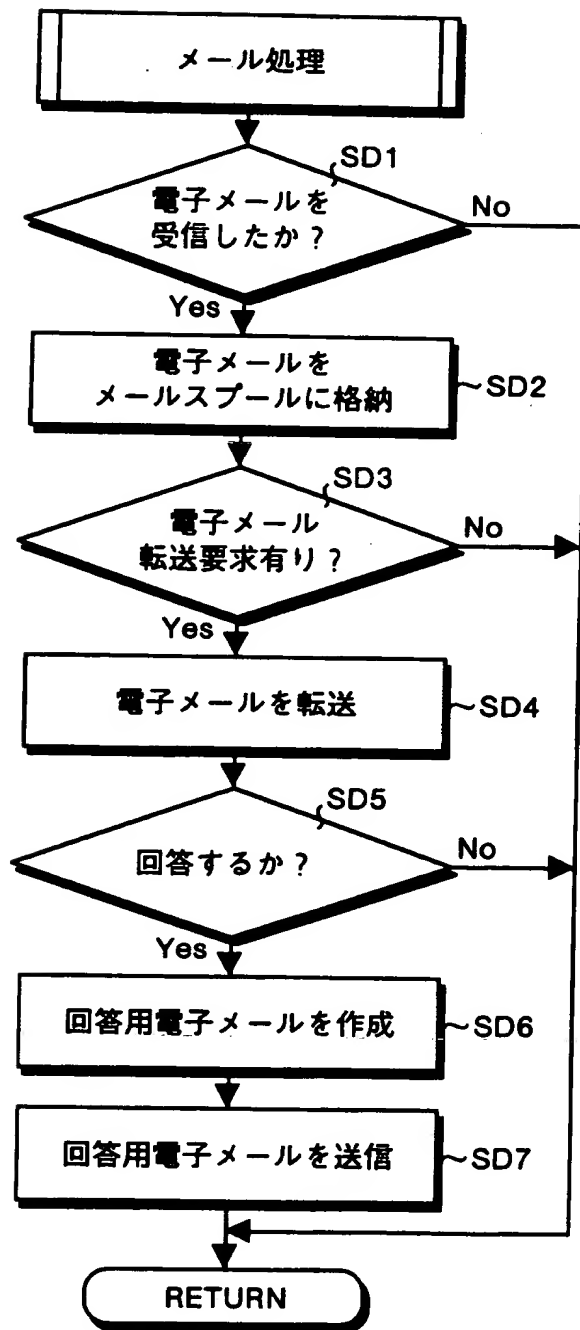 メール処理
SD1
電子メールを
受信したか？
No
Yes
電子メールを
メールスプールに格納
SD2
SD3
電子メール
転送要求有り？
No
Yes
電子メールを転送
SD4
SD5
回答するか？
No
Yes
回答用電子メールを作成
SD6
回答用電子メールを送信
SD7
RETURN